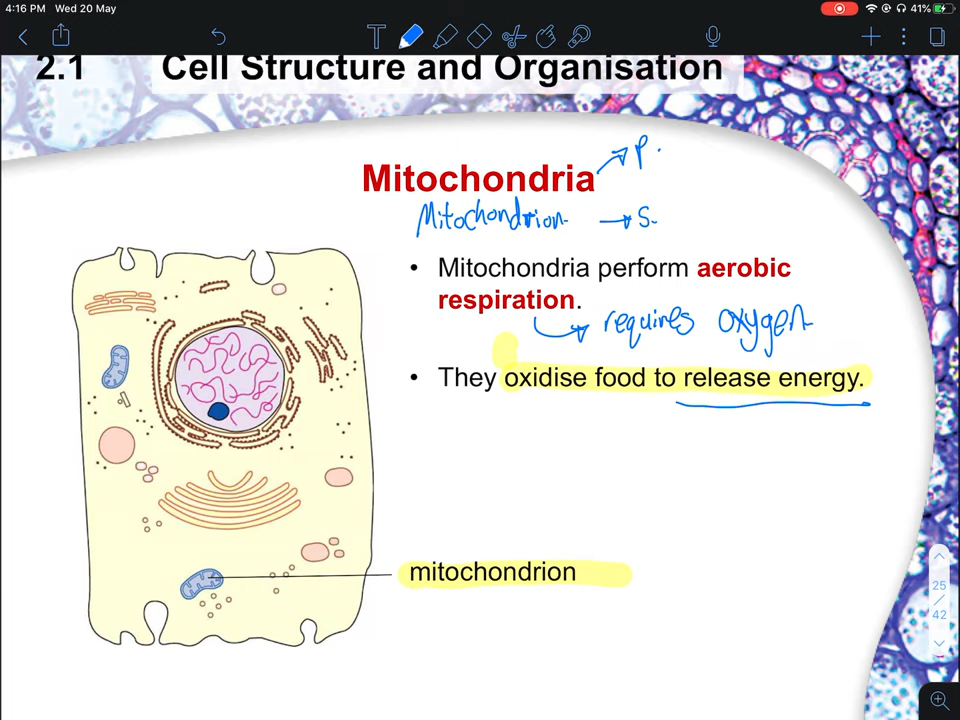 4:16 PM Wed 20 May
41%
2.1 Cell Structure and Organisation
Mitochondria → P.
Mitochondrion → S.
• Mitochondria perform aerobic
respiration.
requires oxygen
• They oxidise food to release energy.
mitochondrion
25
/
42